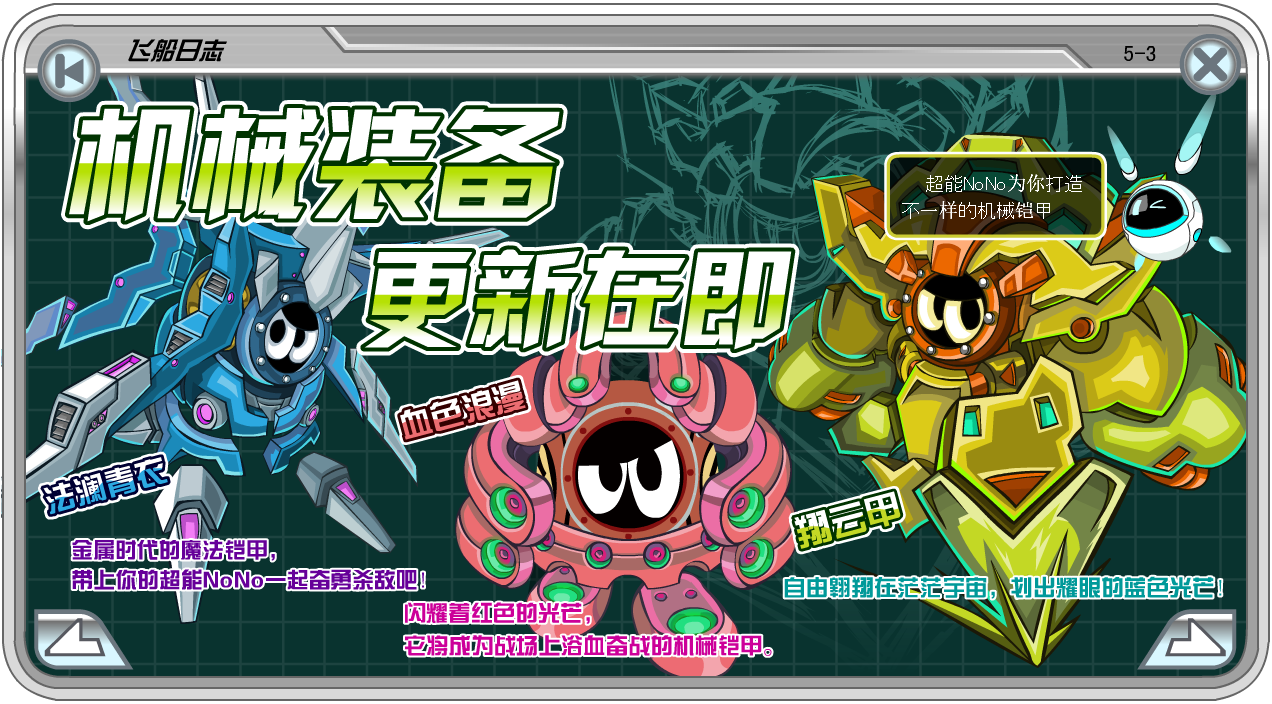 飞船日志
5-3
机械装备
更新在即
超能NoNo为你打造
不一样的机械铠甲
血色浪漫
法澜青衣
翔云甲
金属时代的魔法铠甲，
带上你的超能NoNo一起奋勇杀敌吧！
自由翱翔在茫茫宇宙，划出耀眼的蓝色光芒！
闪耀着红色的光芒，
它将成为战场上浴血奋战的机械铠甲。